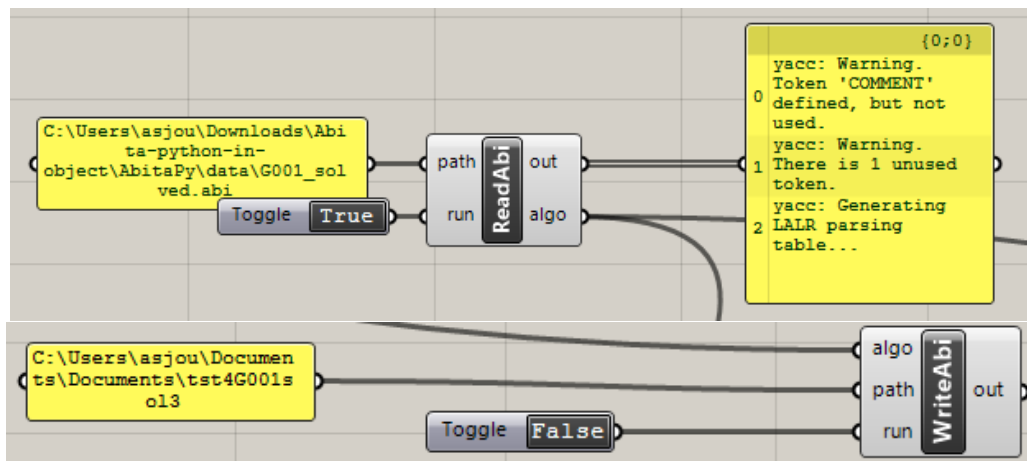 {0;0}
0
yacc: Warning.
Token 'COMMENT'
defined, but not
used.
1
yacc: Warning.
There is 1 unused
token.
2
yacc: Generating
LALR parsing
table...
C:\Users\asjou\Downloads\Abi
ta-python-in-
object\AbitaPy\data\G001_sol
ved.abi
Toggle True
path
run
ReadAbi
out
algo
C:\Users\asjou\Documen
ts\Documents\tst4G001s
ol3
Toggle False
algo
path
run
WriteAbi
out